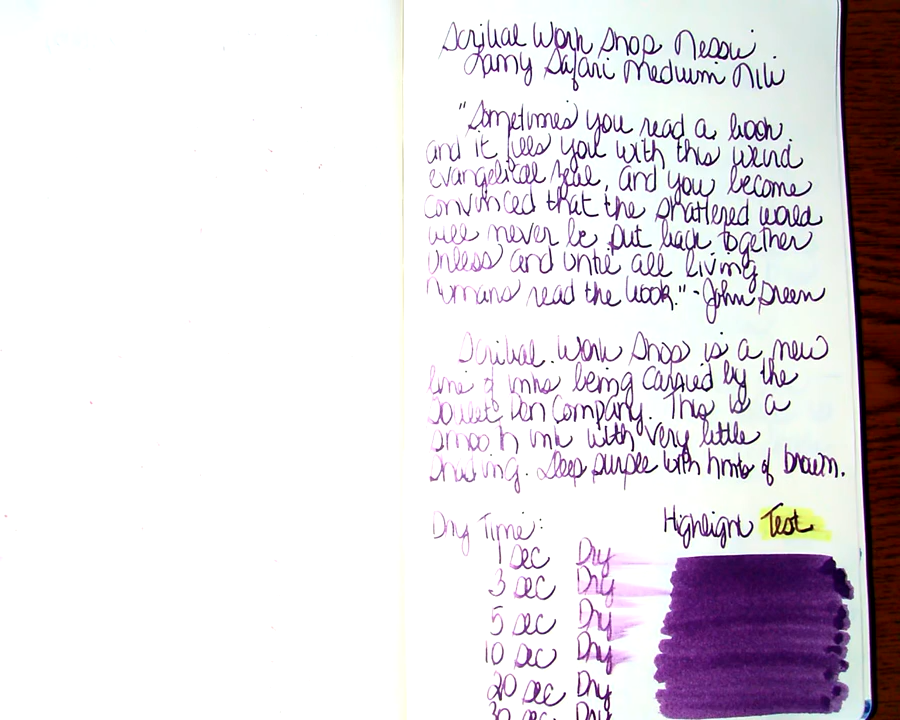 Scribal Work Shop Nessie
Lamy Safari Medium Nib
"Sometimes you read a book
and it fills you with this weird
evangelical zeal, and you become
convinced that the shattered world
will never be put back together
unless and until all living
humans read the book." - John Green
Scribal Work Shop is a new
line of inks being carried by the
Goulet Pen Company. This is a
smooth ink with very little
shading. Deep purple with hints of brown.
Dry Time:
Highlight Test
1 sec Dry
3 sec Dry
5 sec Dry
10 sec Dry
20 sec Dry
30 sec Dry